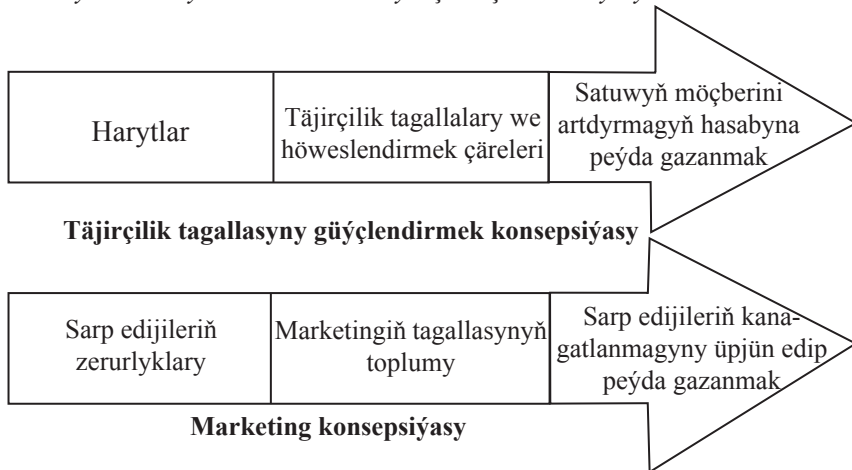 Harytlar
Täjirçilik tagallalary we
höweslendirmek çäreleri
Satuwyň möçberini
artdyrmagyň hasabyna
peýda gazanmak
Täjirçilik tagallasyny güýçlendirmek konsepsiýasy
Sarp edijileriň
zerurlyklary
Marketingiň tagallasynyň
toplumy
Sarp edijileriň kana-
gatlanmagyny üpjün edip
peýda gazanmak
Marketing konsepsiýasy